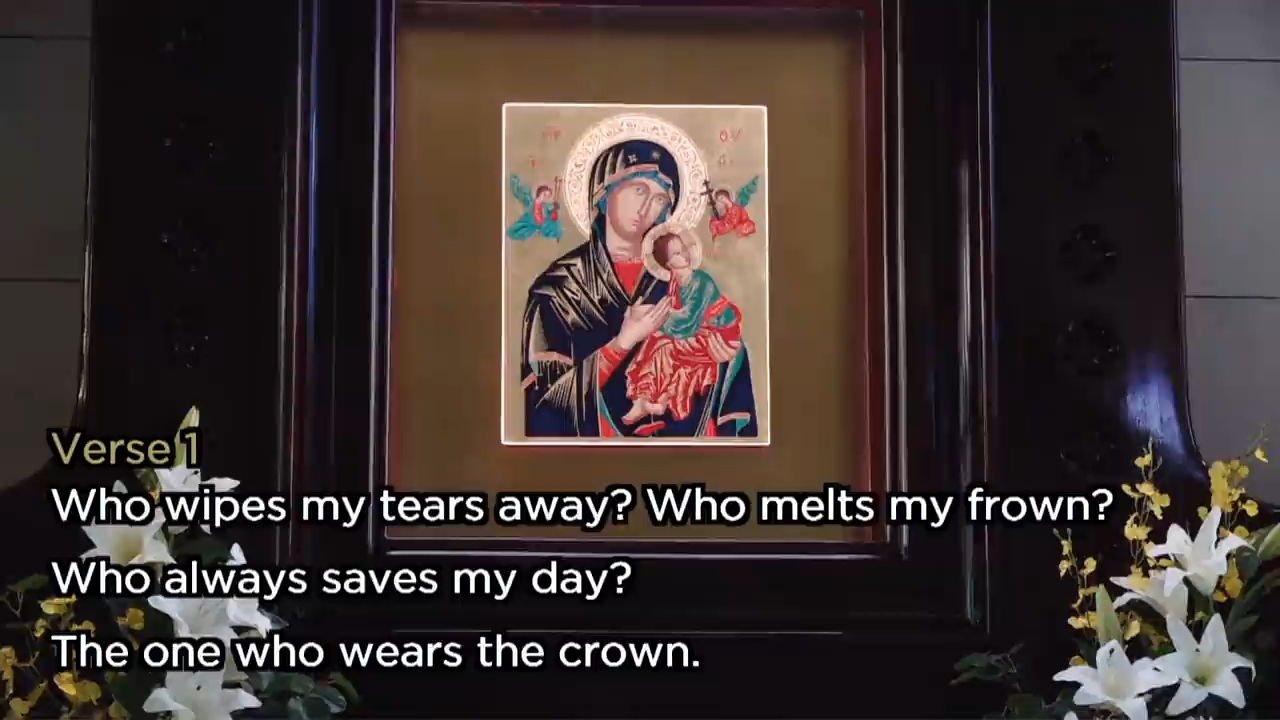 Verse 1
Who wipes my tears away? Who melts my frown?
Who always saves my day?
The one who wears the crown.